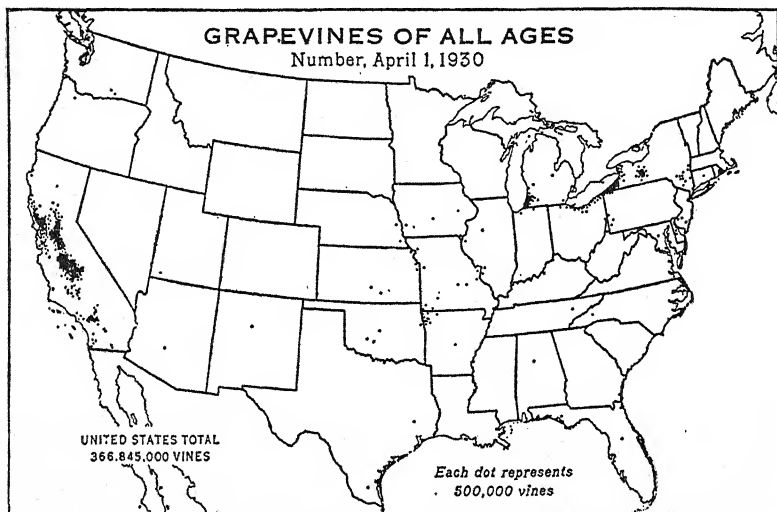 GRAPEVINES OF ALL AGES
Number, April 1, 1930
UNITED STATES TOTAL
366.845,000 VINES
Each dot represents
500,000 vines